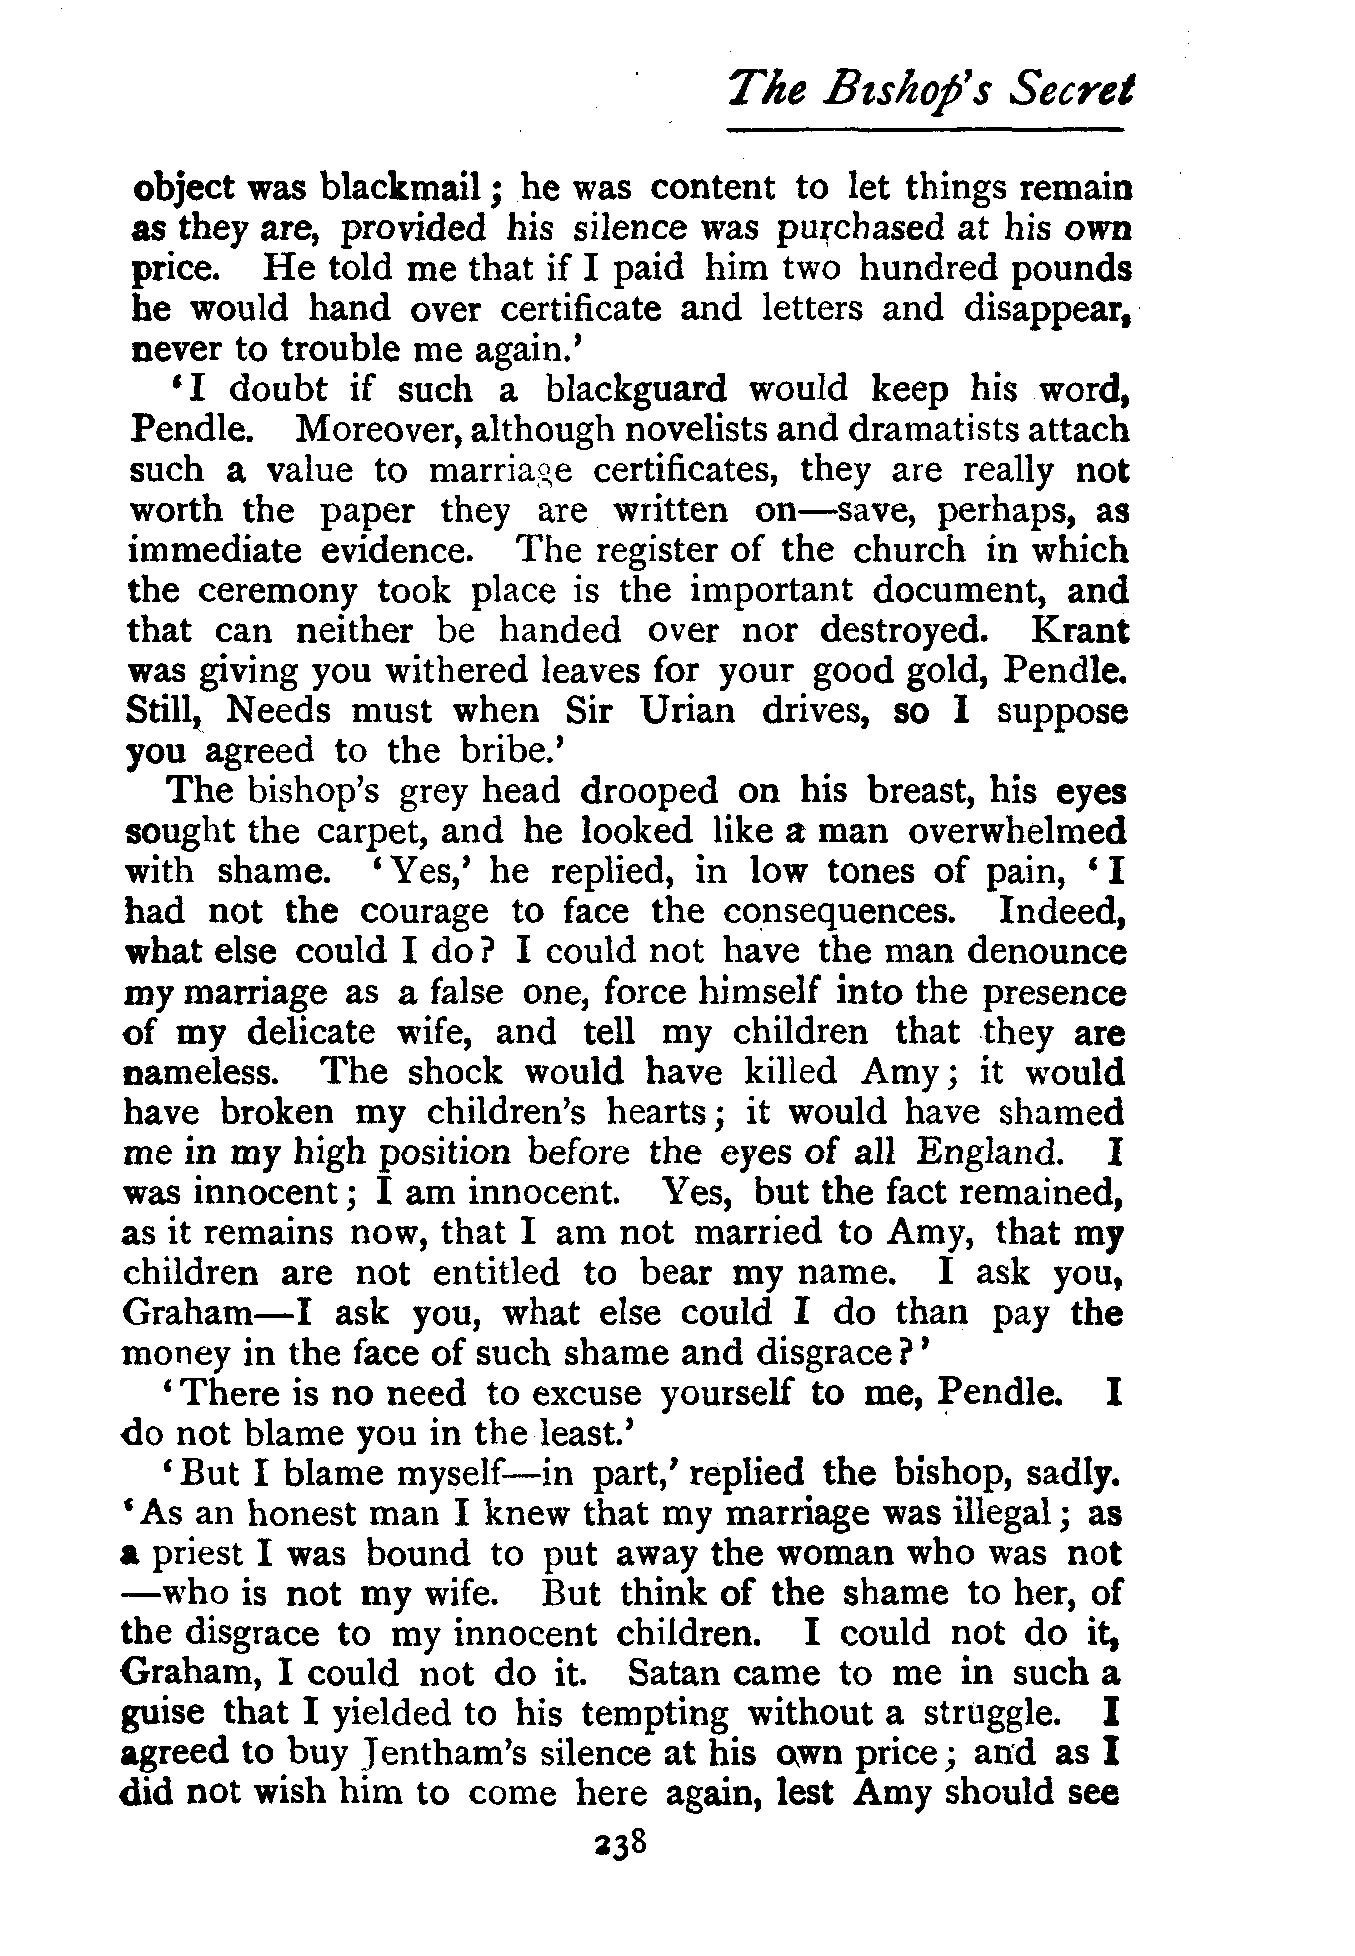 The Bishop's Secret
object was blackmail; he was content to let things remain
as they are, provided his silence was purchased at his own
price. He told me that if I paid him two hundred pounds
he would hand over certificate and letters and disappear,
never to trouble me again.'
'I doubt if such a blackguard would keep his word,
Pendle. Moreover, although novelists and dramatists attach
such a value to marriage certificates, they are really not
worth the paper they are written on—save, perhaps, as
immediate evidence. The register of the church in which
the ceremony took place is the important document, and
that can neither be handed over nor destroyed. Krant
was giving you withered leaves for your good gold, Pendle.
Still, Needs must when Sir Urian drives, so I suppose
you agreed to the bribe.'
The bishop's grey head drooped on his breast, his eyes
sought the carpet, and he looked like a man overwhelmed
with shame. 'Yes,' he replied, in low tones of pain, 'I
had not the courage to face the consequences. Indeed,
what else could I do? I could not have the man denounce
my marriage as a false one, force himself into the presence
of my delicate wife, and tell my children that they are
nameless. The shock would have killed Amy; it would
have broken my children's hearts; it would have shamed
me in my high position before the eyes of all England. I
was innocent; I am innocent. Yes, but the fact remained,
as it remains now, that I am not married to Amy, that my
children are not entitled to bear my name. I ask you,
Graham—I ask you, what else could I do than pay the
money in the face of such shame and disgrace?'
'There is no need to excuse yourself to me, Pendle. I
do not blame you in the least.'
'But I blame myself—in part,' replied the bishop, sadly.
'As an honest man I knew that my marriage was illegal; as
a priest I was bound to put away the woman who was not
—who is not my wife. But think of the shame to her, of
the disgrace to my innocent children. I could not do it,
Graham, I could not do it. Satan came to me in such a
guise that I yielded to his tempting without a struggle. I
agreed to buy Jentham's silence at his own price; and as I
did not wish him to come here again, lest Amy should see
238